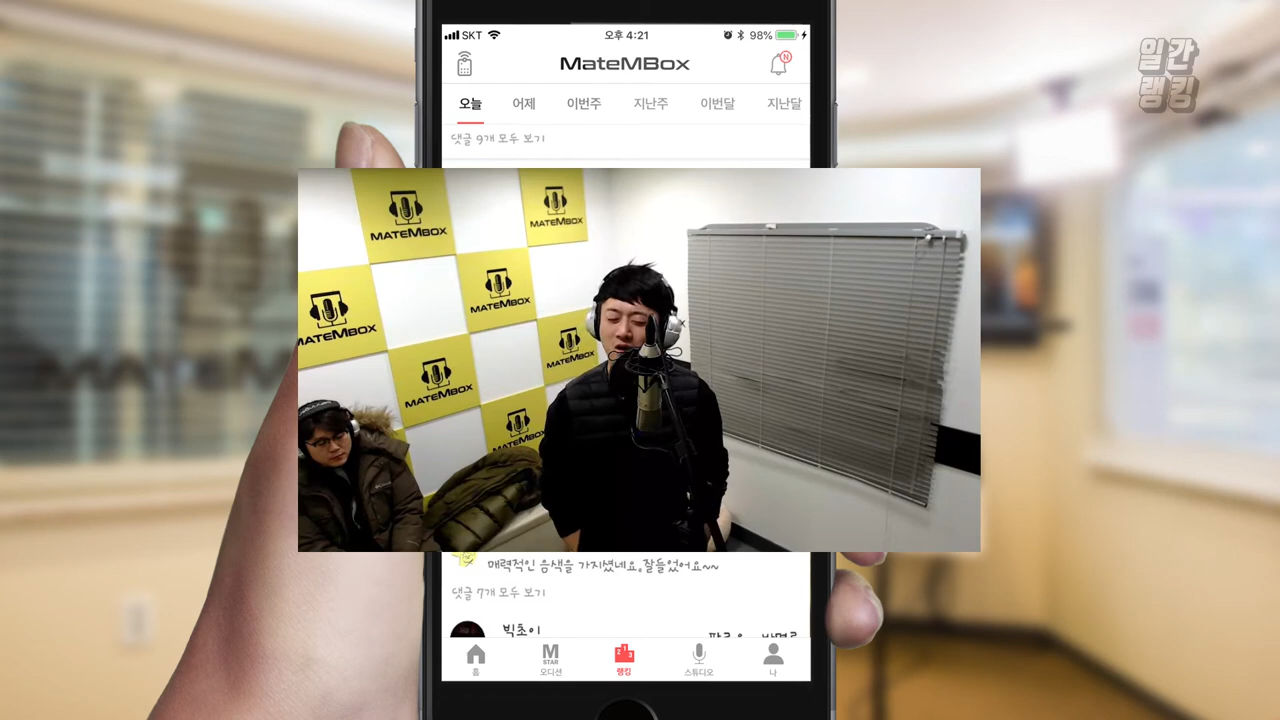 SKT 오후 4:21 98%
MateMBox N
일간
랭킹
오늘 어제 이번주 지난주 이번달 지난달
댓글 9개 모두 보기
MATEMBOX
MATEMBOX
MATEMBOX
MATEMBOX
MATEMBOX
MATEMBOX
MATEMBOX
매력적인 음색을 가지셨네요.잘들었어요~~
댓글 7개 모두 보기
빅초이
M
STAR
2 1 3
홈 오디션 랭킹 스튜디오 나